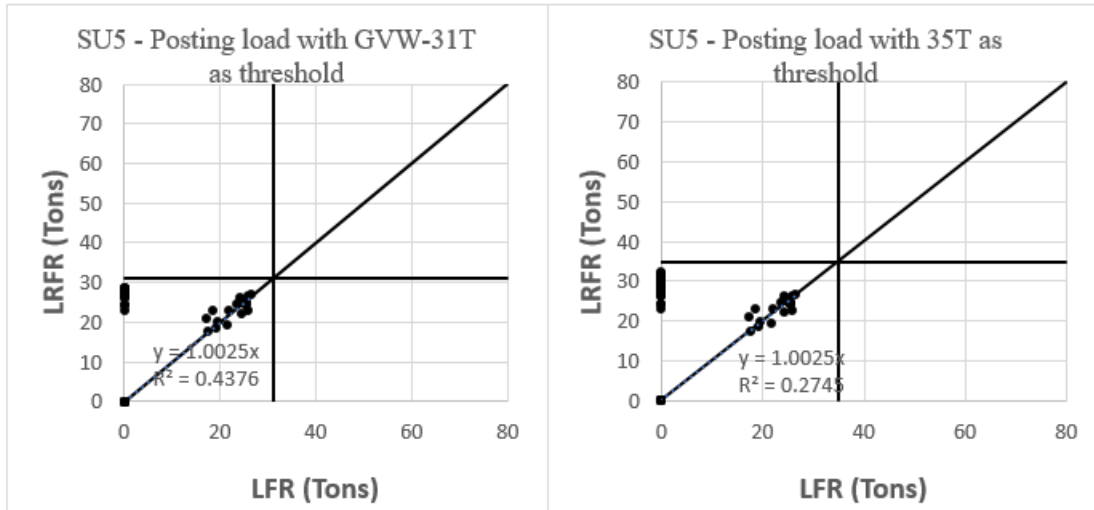 SU5 - Posting load with GVW-31T
as threshold
80
70
60
50
40
30
20
10
0
LRFR (Tons)
y = 1.0025x
R² = 0.4376
0 20 40 60 80
LFR (Tons)
SU5 - Posting load with 35T as
threshold
80
70
60
50
40
30
20
10
0
LRFR (Tons)
y = 1.0025x
R² = 0.2745
0 20 40 60 80
LFR (Tons)